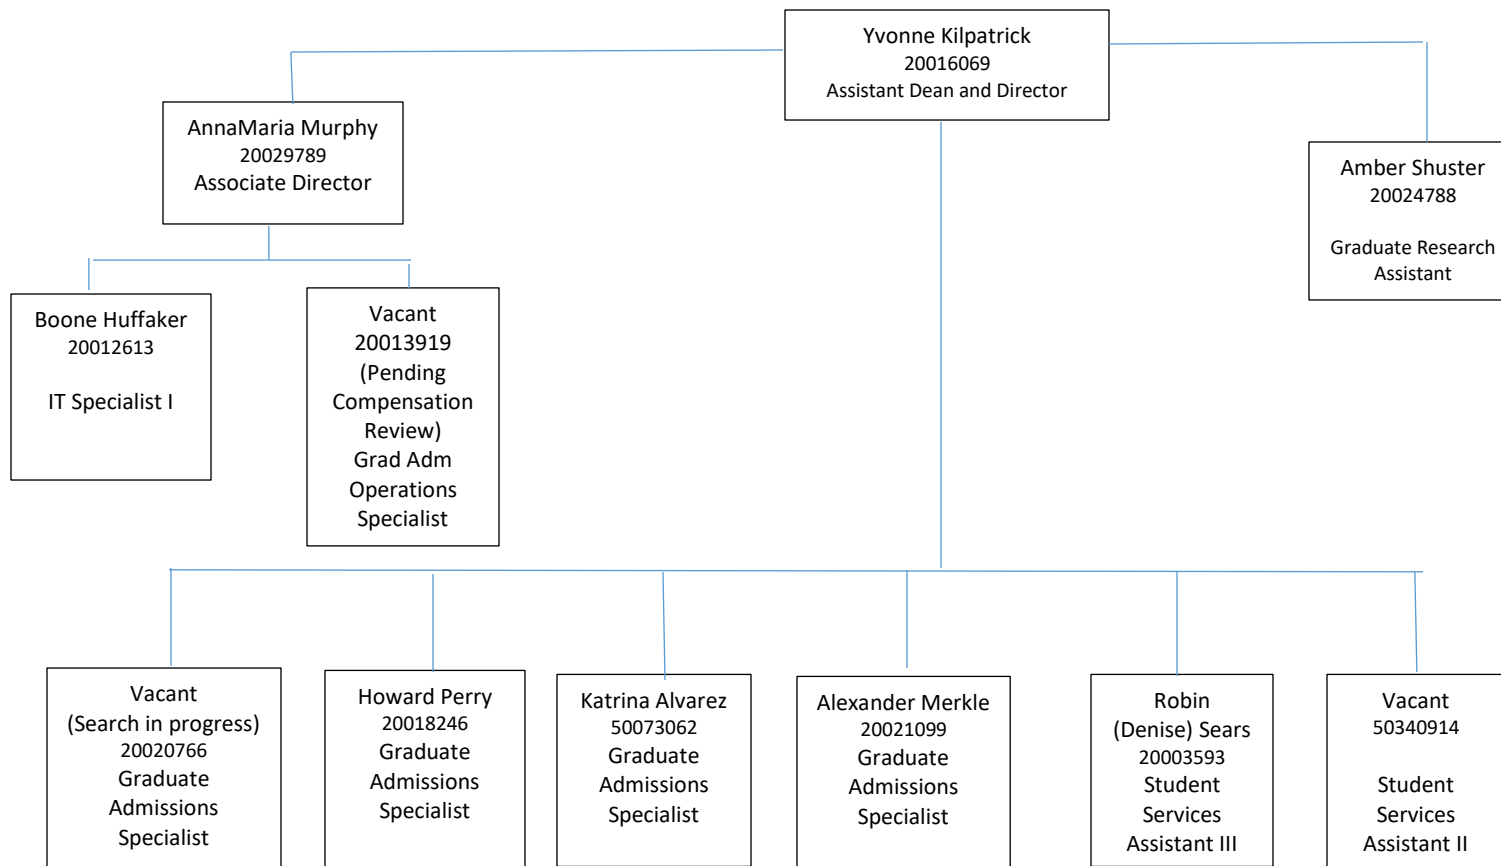 Yvonne Kilpatrick
20016069
Assistant Dean and Director
AnnaMaria Murphy
20029789
Associate Director
Amber Shuster
20024788
Graduate Research
Assistant
Boone Huffaker
20012613
IT Specialist I
Vacant
20013919
(Pending
Compensation
Review)
Grad Adm
Operations
Specialist
Vacant
(Search in progress)
20020766
Graduate
Admissions
Specialist
Howard Perry
20018246
Graduate
Admissions
Specialist
Katrina Alvarez
50073062
Graduate
Admissions
Specialist
Alexander Merkle
20021099
Graduate
Admissions
Specialist
Robin
(Denise) Sears
20003593
Student
Services
Assistant III
Vacant
50340914
Student
Services
Assistant II